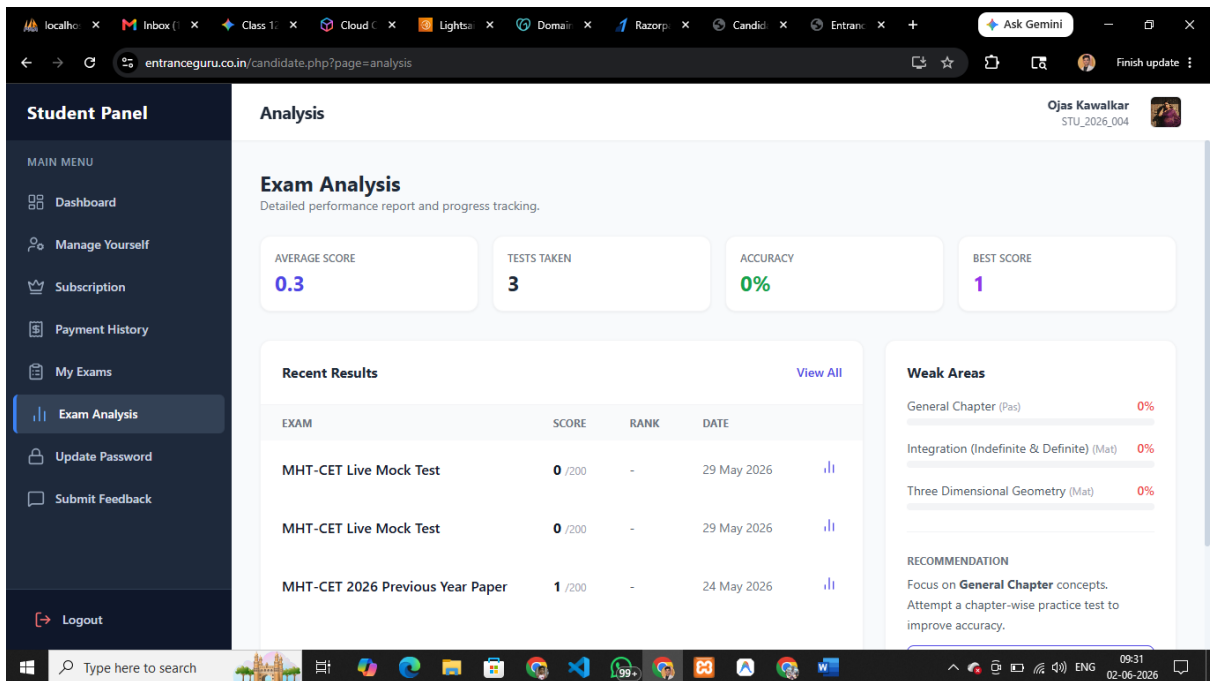 localhos
Inbox (1
Class 12
Cloud C
Lightsa
Domain
Razorpa
Candida
Entranc
Ask Gemini
entranceguru.co.in/candidate.php?page=analysis
Finish update
Student Panel
MAIN MENU
Dashboard
Manage Yourself
Subscription
Payment History
My Exams
Exam Analysis
Update Password
Submit Feedback
Logout
Analysis
Ojas Kawalkar
STU_2026_004
Exam Analysis
Detailed performance report and progress tracking.
AVERAGE SCORE
0.3
TESTS TAKEN
3
ACCURACY
0%
BEST SCORE
1
Recent Results
View All
EXAM SCORE RANK DATE
MHT-CET Live Mock Test 0 /200 - 29 May 2026
MHT-CET Live Mock Test 0 /200 - 29 May 2026
MHT-CET 2026 Previous Year Paper 1 /200 - 24 May 2026
Weak Areas
General Chapter (Pas) 0%
Integration (Indefinite & Definite) (Mat) 0%
Three Dimensional Geometry (Mat) 0%
RECOMMENDATION
Focus on General Chapter concepts.
Attempt a chapter-wise practice test to
improve accuracy.
Type here to search
99+
ENG
09:31
02-06-2026